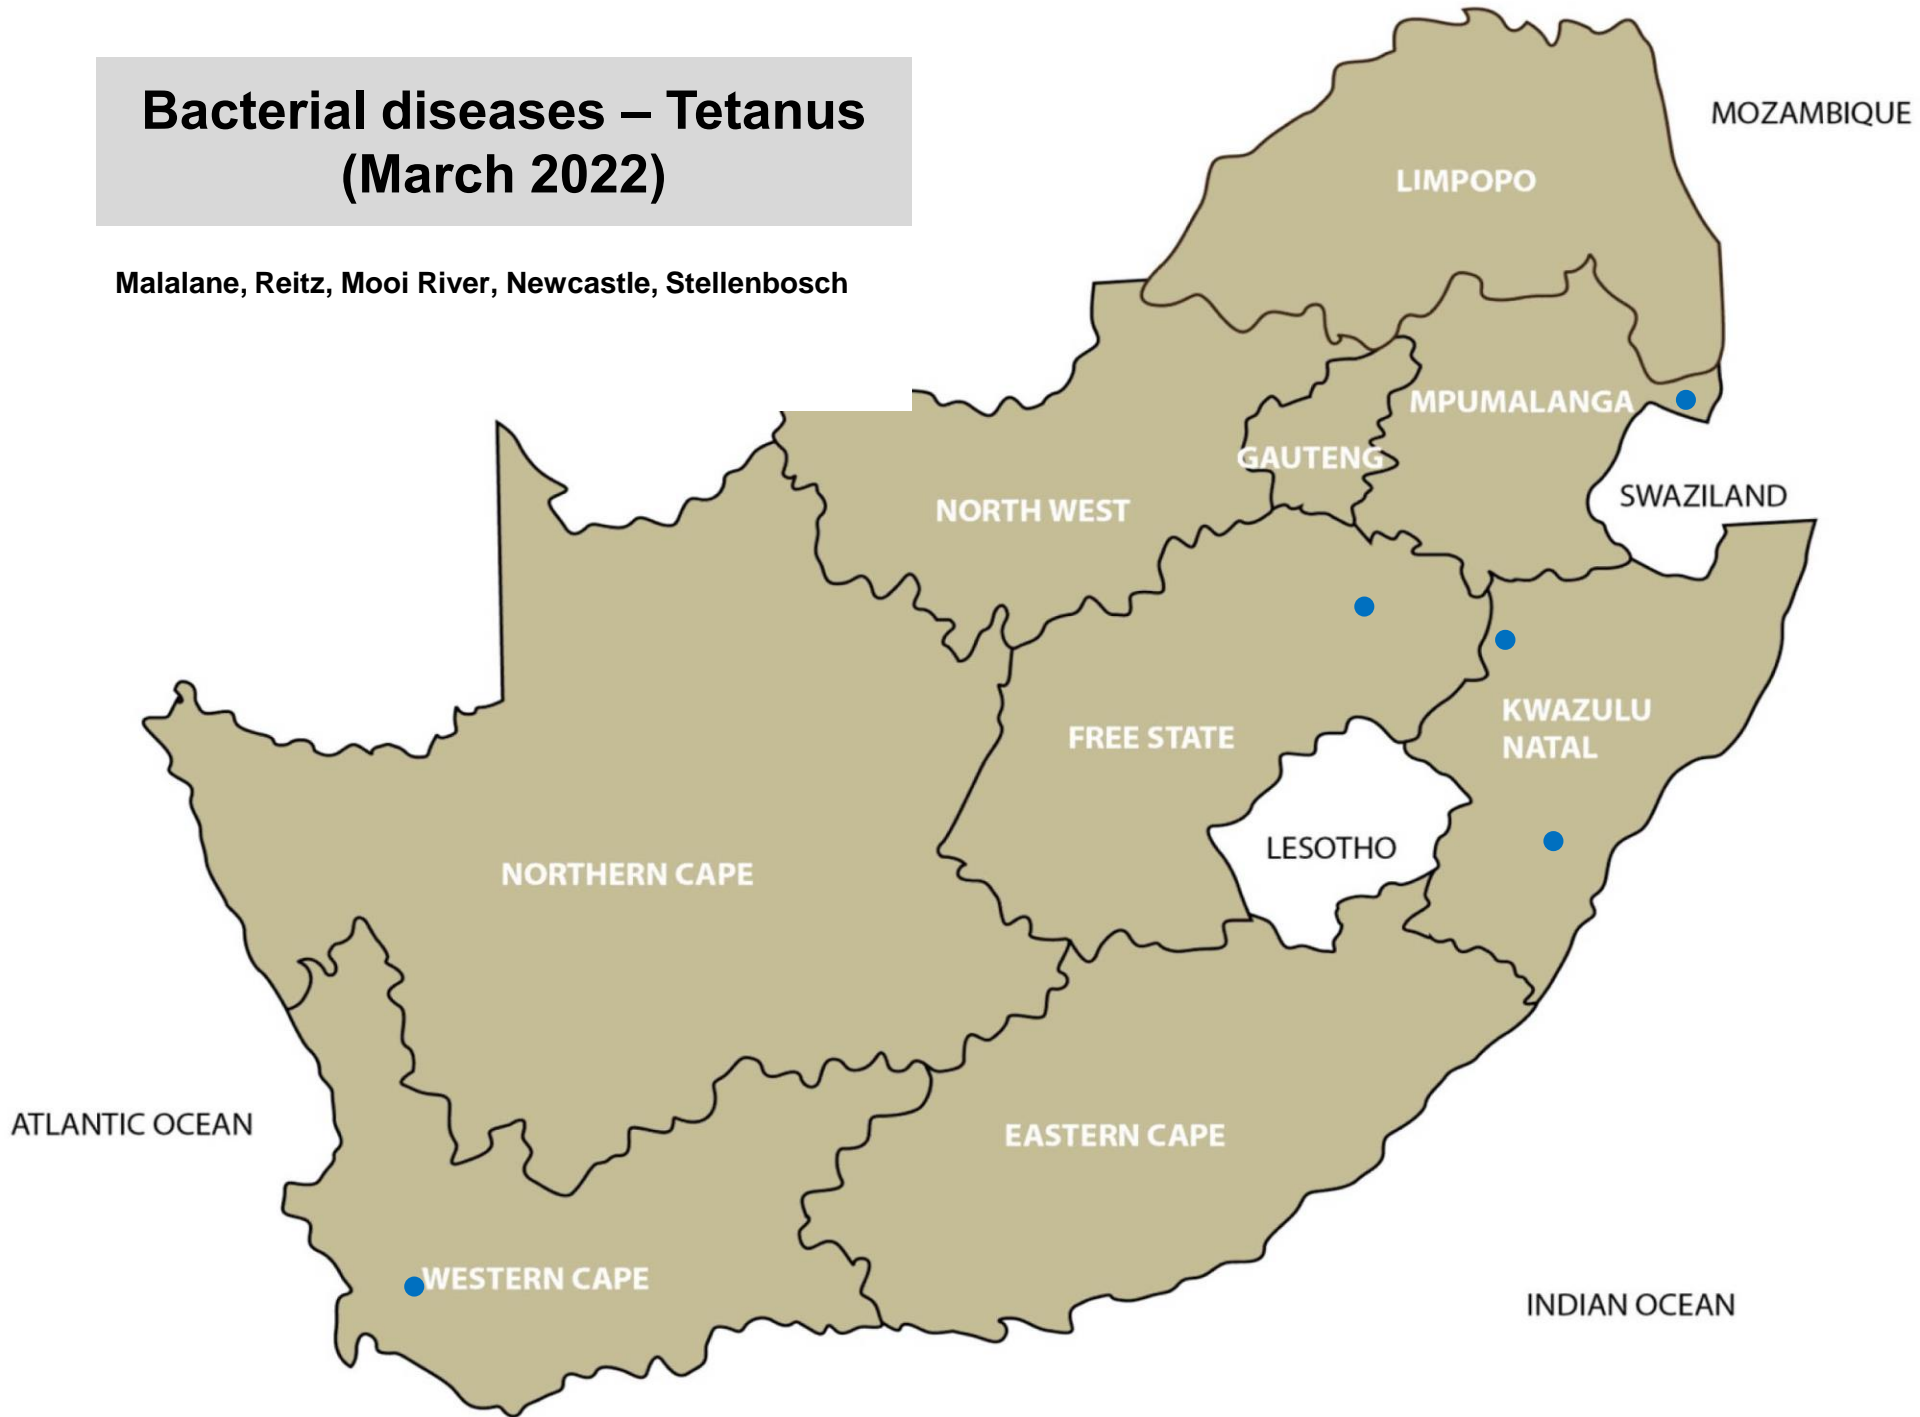 Bacterial diseases – Tetanus
(March 2022)
Malalane, Reitz, Mooi River, Newcastle, Stellenbosch
MOZAMBIQUE
LIMPOPO
MPUMALANGA
GAUTENG
SWAZILAND
NORTH WEST
KWAZULU
NATAL
FREE STATE
LESOTHO
NORTHERN CAPE
ATLANTIC OCEAN
EASTERN CAPE
WESTERN CAPE
INDIAN OCEAN